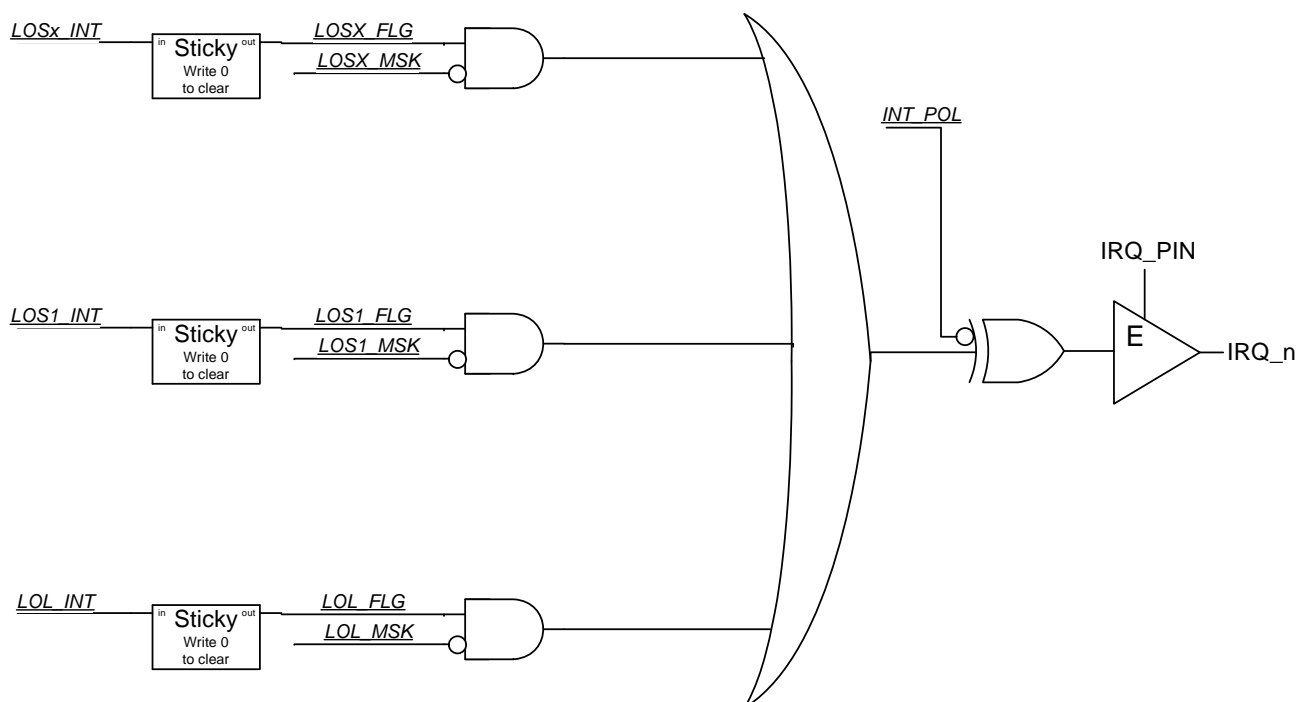 LOSx_INT
in Sticky out
Write 0
to clear
LOSX_FLG
LOSX_MSK
INT_POL
IRQ_PIN
E
IRQ_n
LOS1_INT
in Sticky out
Write 0
to clear
LOS1_FLG
LOS1_MSK
LOL_INT
in Sticky out
Write 0
to clear
LOL_FLG
LOL_MSK